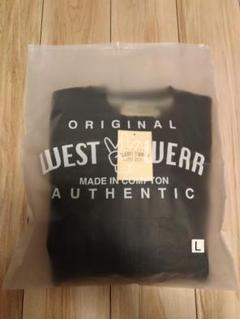 ORIGINAL
WEST WEAR
MADE IN COMPTON
AUTHENTIC
L